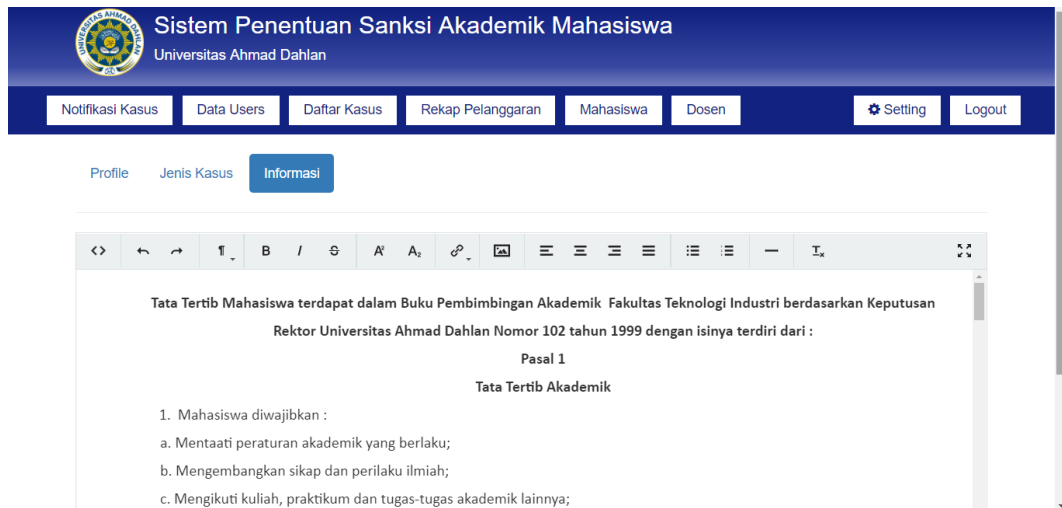 Sistem Penentuan Sanksi Akademik Mahasiswa
Universitas Ahmad Dahlan
Notifikasi Kasus Data Users Daftar Kasus Rekap Pelanggaran Mahasiswa Dosen Setting Logout
Profile Jenis Kasus Informasi
Tata Tertib Mahasiswa terdapat dalam Buku Pembimbingan Akademik Fakultas Teknologi Industri berdasarkan Keputusan
Rektor Universitas Ahmad Dahlan Nomor 102 tahun 1999 dengan isinya terdiri dari :
Pasal 1
Tata Tertib Akademik
1. Mahasiswa diwajibkan :
a. Mentaati peraturan akademik yang berlaku;
b. Mengembangkan sikap dan perilaku ilmiah;
c. Mengikuti kuliah, praktikum dan tugas-tugas akademik lainnya;